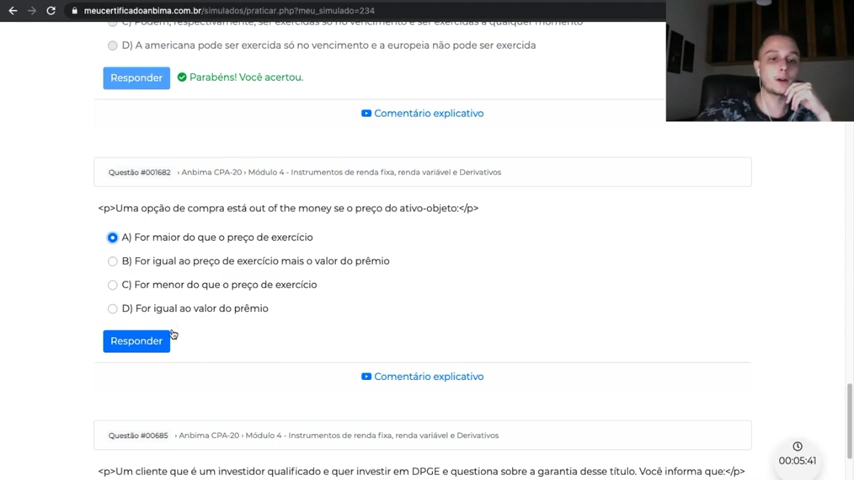 meucertificadoanbima.com.br/simulados/praticar.php?meu_simulado=234
C) Podem, respectivamente, ser exercidas só no vencimento e ser exercidas a qualquer momento
D) A americana pode ser exercida só no vencimento e a europeia não pode ser exercida
Responder Parabéns! Você acertou.
Comentário explicativo
Questão #001682 › Anbima CPA-20 › Módulo 4 - Instrumentos de renda fixa, renda variável e Derivativos
<p>Uma opção de compra está out of the money se o preço do ativo-objeto:</p>
A) For maior do que o preço de exercício
B) For igual ao preço de exercício mais o valor do prêmio
C) For menor do que o preço de exercício
D) For igual ao valor do prêmio
Responder
Comentário explicativo
Questão #00685 › Anbima CPA-20 › Módulo 4 - Instrumentos de renda fixa, renda variável e Derivativos
00:05:41
<p>Um cliente que é um investidor qualificado e quer investir em DPGE e questiona sobre a garantia desse título. Você informa que:</p>